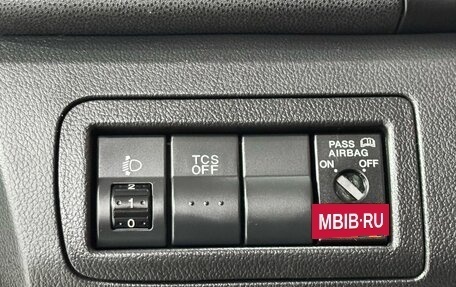 TCS
OFF
PASS
AIRBAG
ON OFF
2
1
0
MBIB·RU